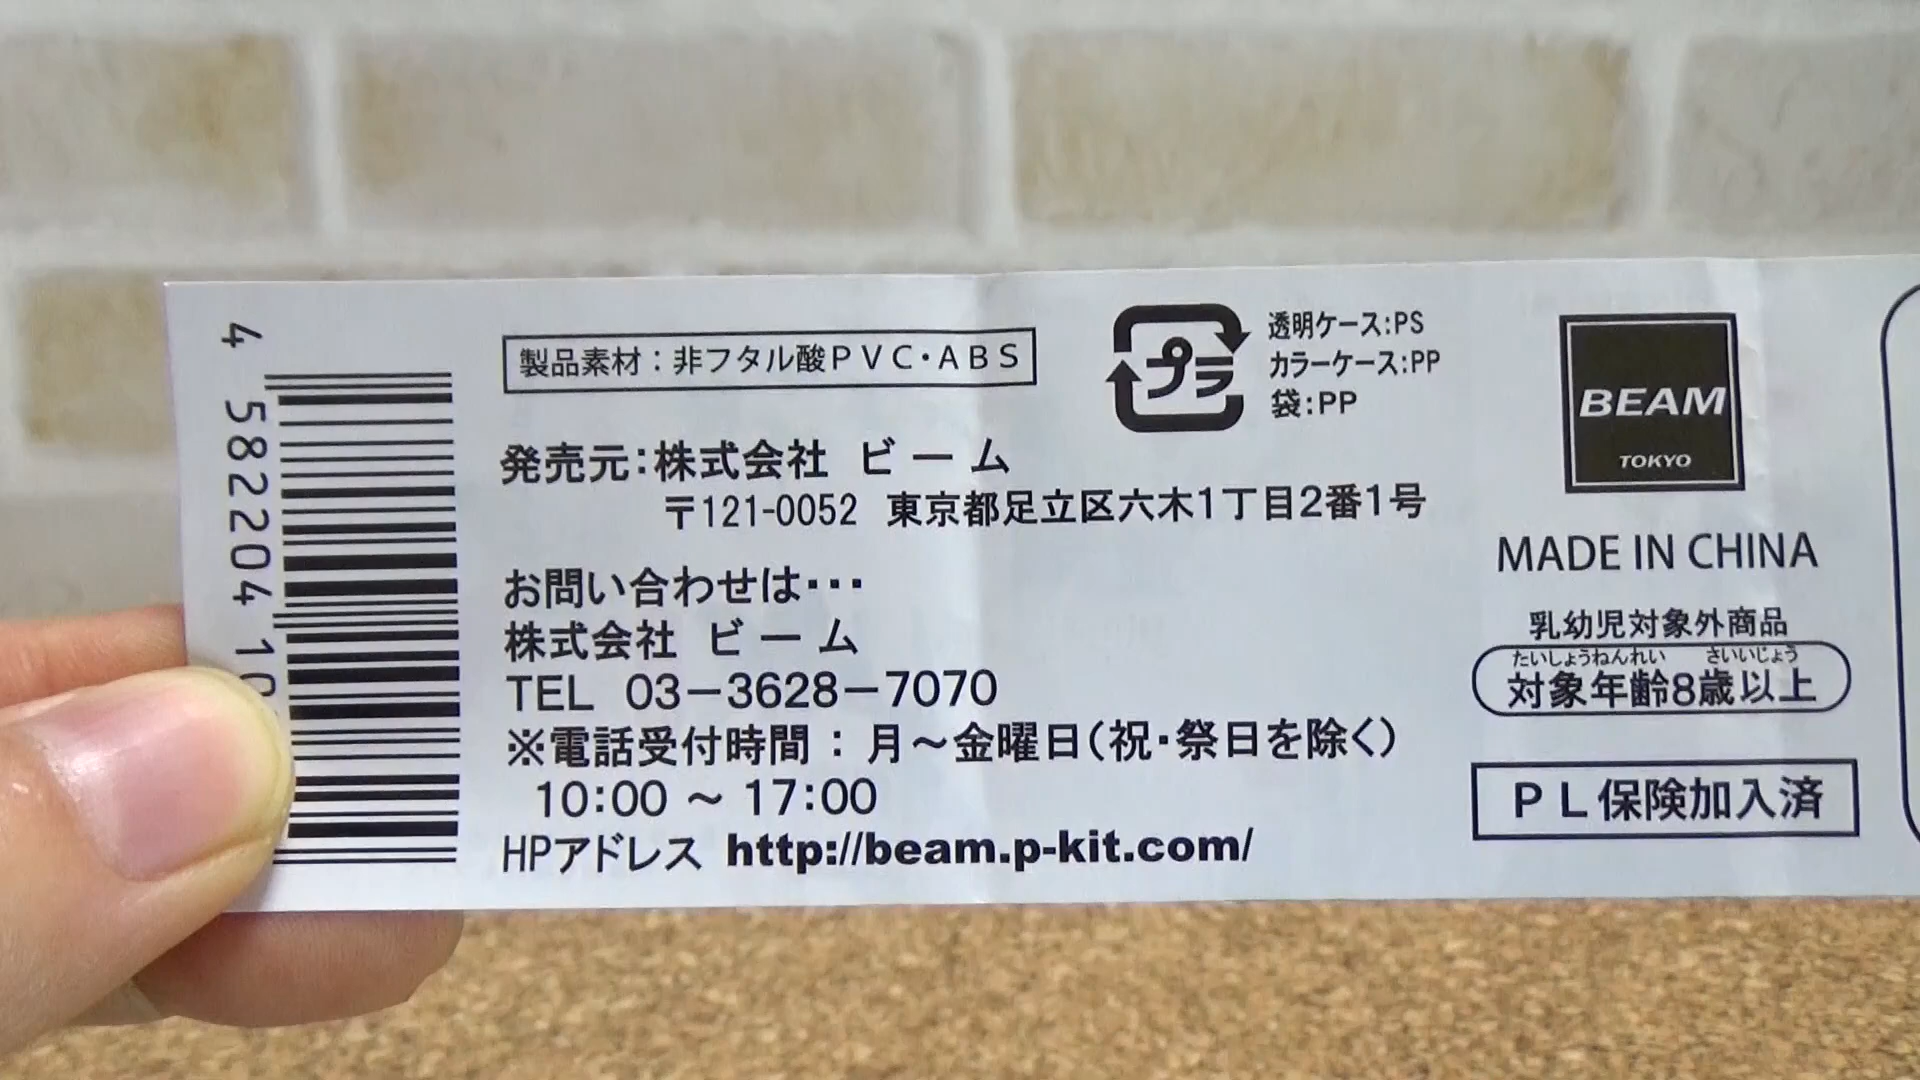 4 582204 10
製品素材：非フタル酸ＰＶＣ・ＡＢＳ
プラ
透明ケース:PS
カラーケース:PP
袋:PP
発売元:株式会社 ビーム
〒121-0052 東京都足立区六木1丁目2番1号
お問い合わせは･･･
株式会社 ビーム
TEL 03－3628－7070
※電話受付時間：月～金曜日（祝・祭日を除く）
10:00 ～ 17:00
HPアドレス http://beam.p-kit.com/
BEAM
TOKYO
MADE IN CHINA
乳幼児対象外商品
たいしょうねんれい さいいじょう
対象年齢8歳以上
ＰＬ保険加入済